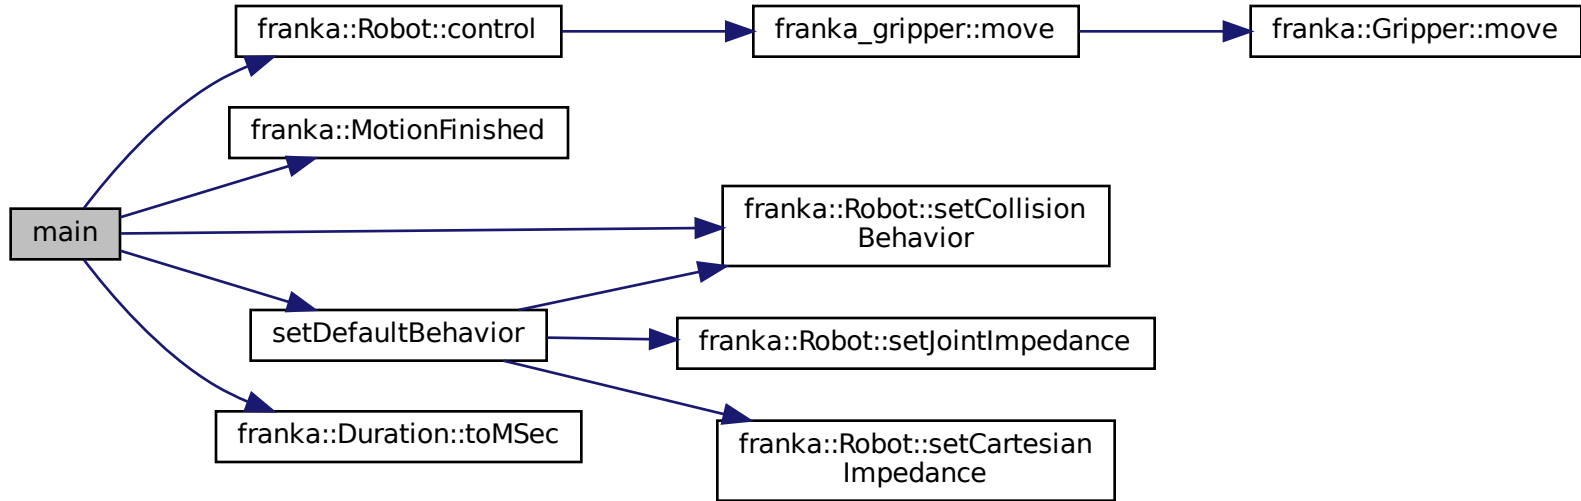 franka::Robot::control
franka_gripper::move
franka::Gripper::move
franka::MotionFinished
main
franka::Robot::setCollision
Behavior
setDefaultBehavior
franka::Robot::setJointImpedance
franka::Duration::toMSec
franka::Robot::setCartesian
Impedance